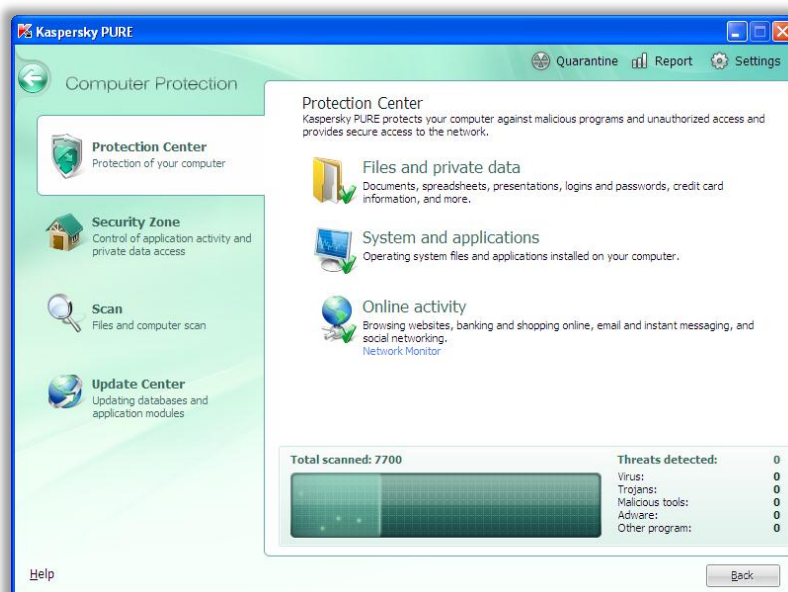 Kaspersky PURE
Quarantine
Report
Settings
Computer Protection
Protection Center
Protection of your computer
Security Zone
Control of application activity and
private data access
Scan
Files and computer scan
Update Center
Updating databases and
application modules
Protection Center
Kaspersky PURE protects your computer against malicious programs and unauthorized access and
provides secure access to the network.
Files and private data
Documents, spreadsheets, presentations, logins and passwords, credit card
information, and more.
System and applications
Operating system files and applications installed on your computer.
Online activity
Browsing websites, banking and shopping online, email and instant messaging, and
social networking.
Network Monitor
Total scanned: 7700
Threats detected: 0
Virus: 0
Trojans: 0
Malicious tools: 0
Adware: 0
Other program: 0
Help
Back